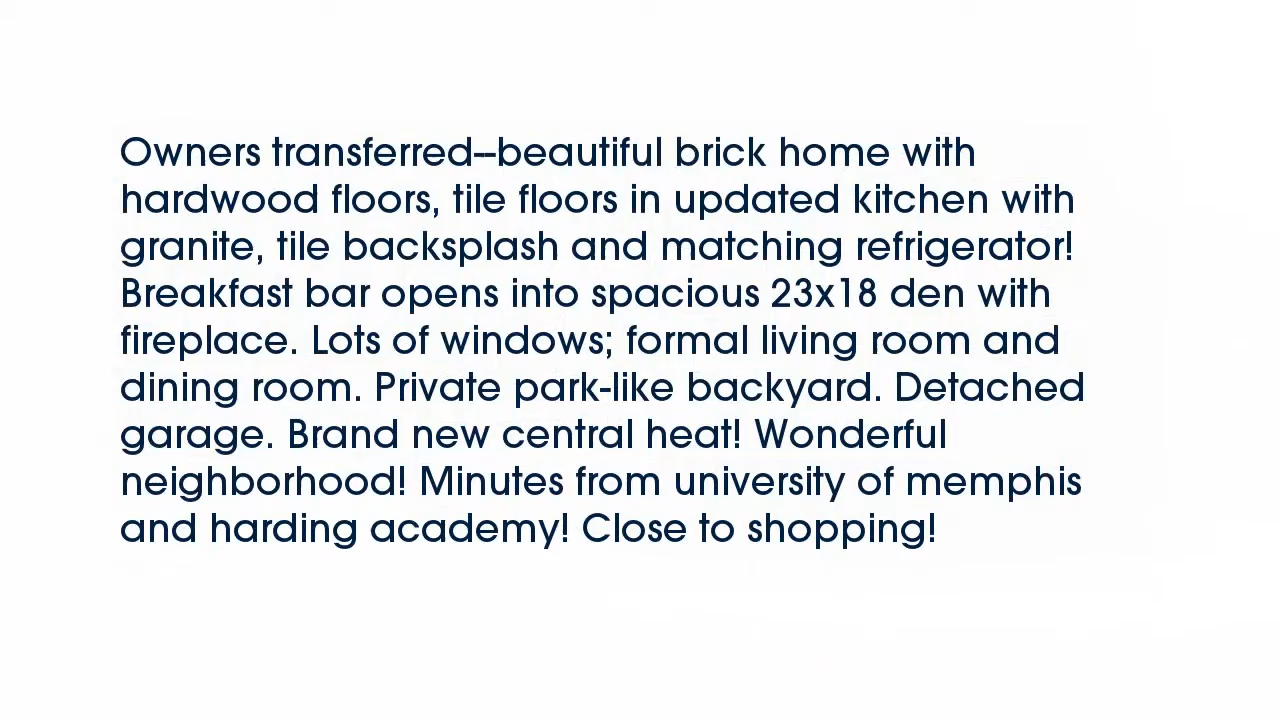 Owners transferred--beautiful brick home with
hardwood floors, tile floors in updated kitchen with
granite, tile backsplash and matching refrigerator!
Breakfast bar opens into spacious 23x18 den with
fireplace. Lots of windows; formal living room and
dining room. Private park-like backyard. Detached
garage. Brand new central heat! Wonderful
neighborhood! Minutes from university of memphis
and harding academy! Close to shopping!